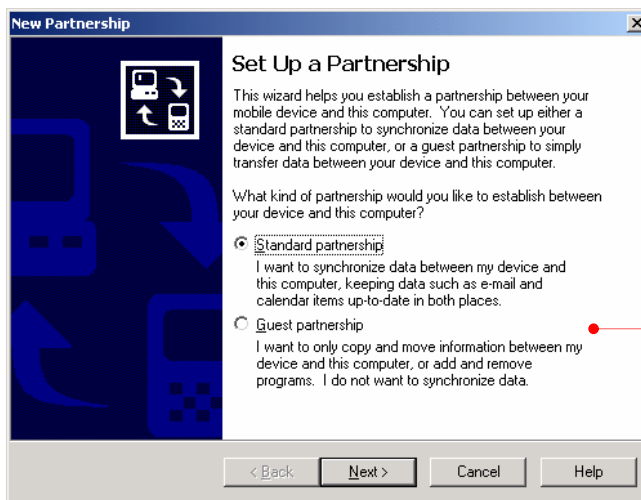 New Partnership
Set Up a Partnership
This wizard helps you establish a partnership between your
mobile device and this computer. You can set up either a
standard partnership to synchronize data between your
device and this computer, or a guest partnership to simply
transfer data between your device and this computer.
What kind of partnership would you like to establish between
your device and this computer?
Standard partnership
I want to synchronize data between my device and
this computer, keeping data such as e-mail and
calendar items up-to-date in both places.
Guest partnership
I want to only copy and move information between my
device and this computer, or add and remove
programs. I do not want to synchronize data.
< Back
Next >
Cancel
Help